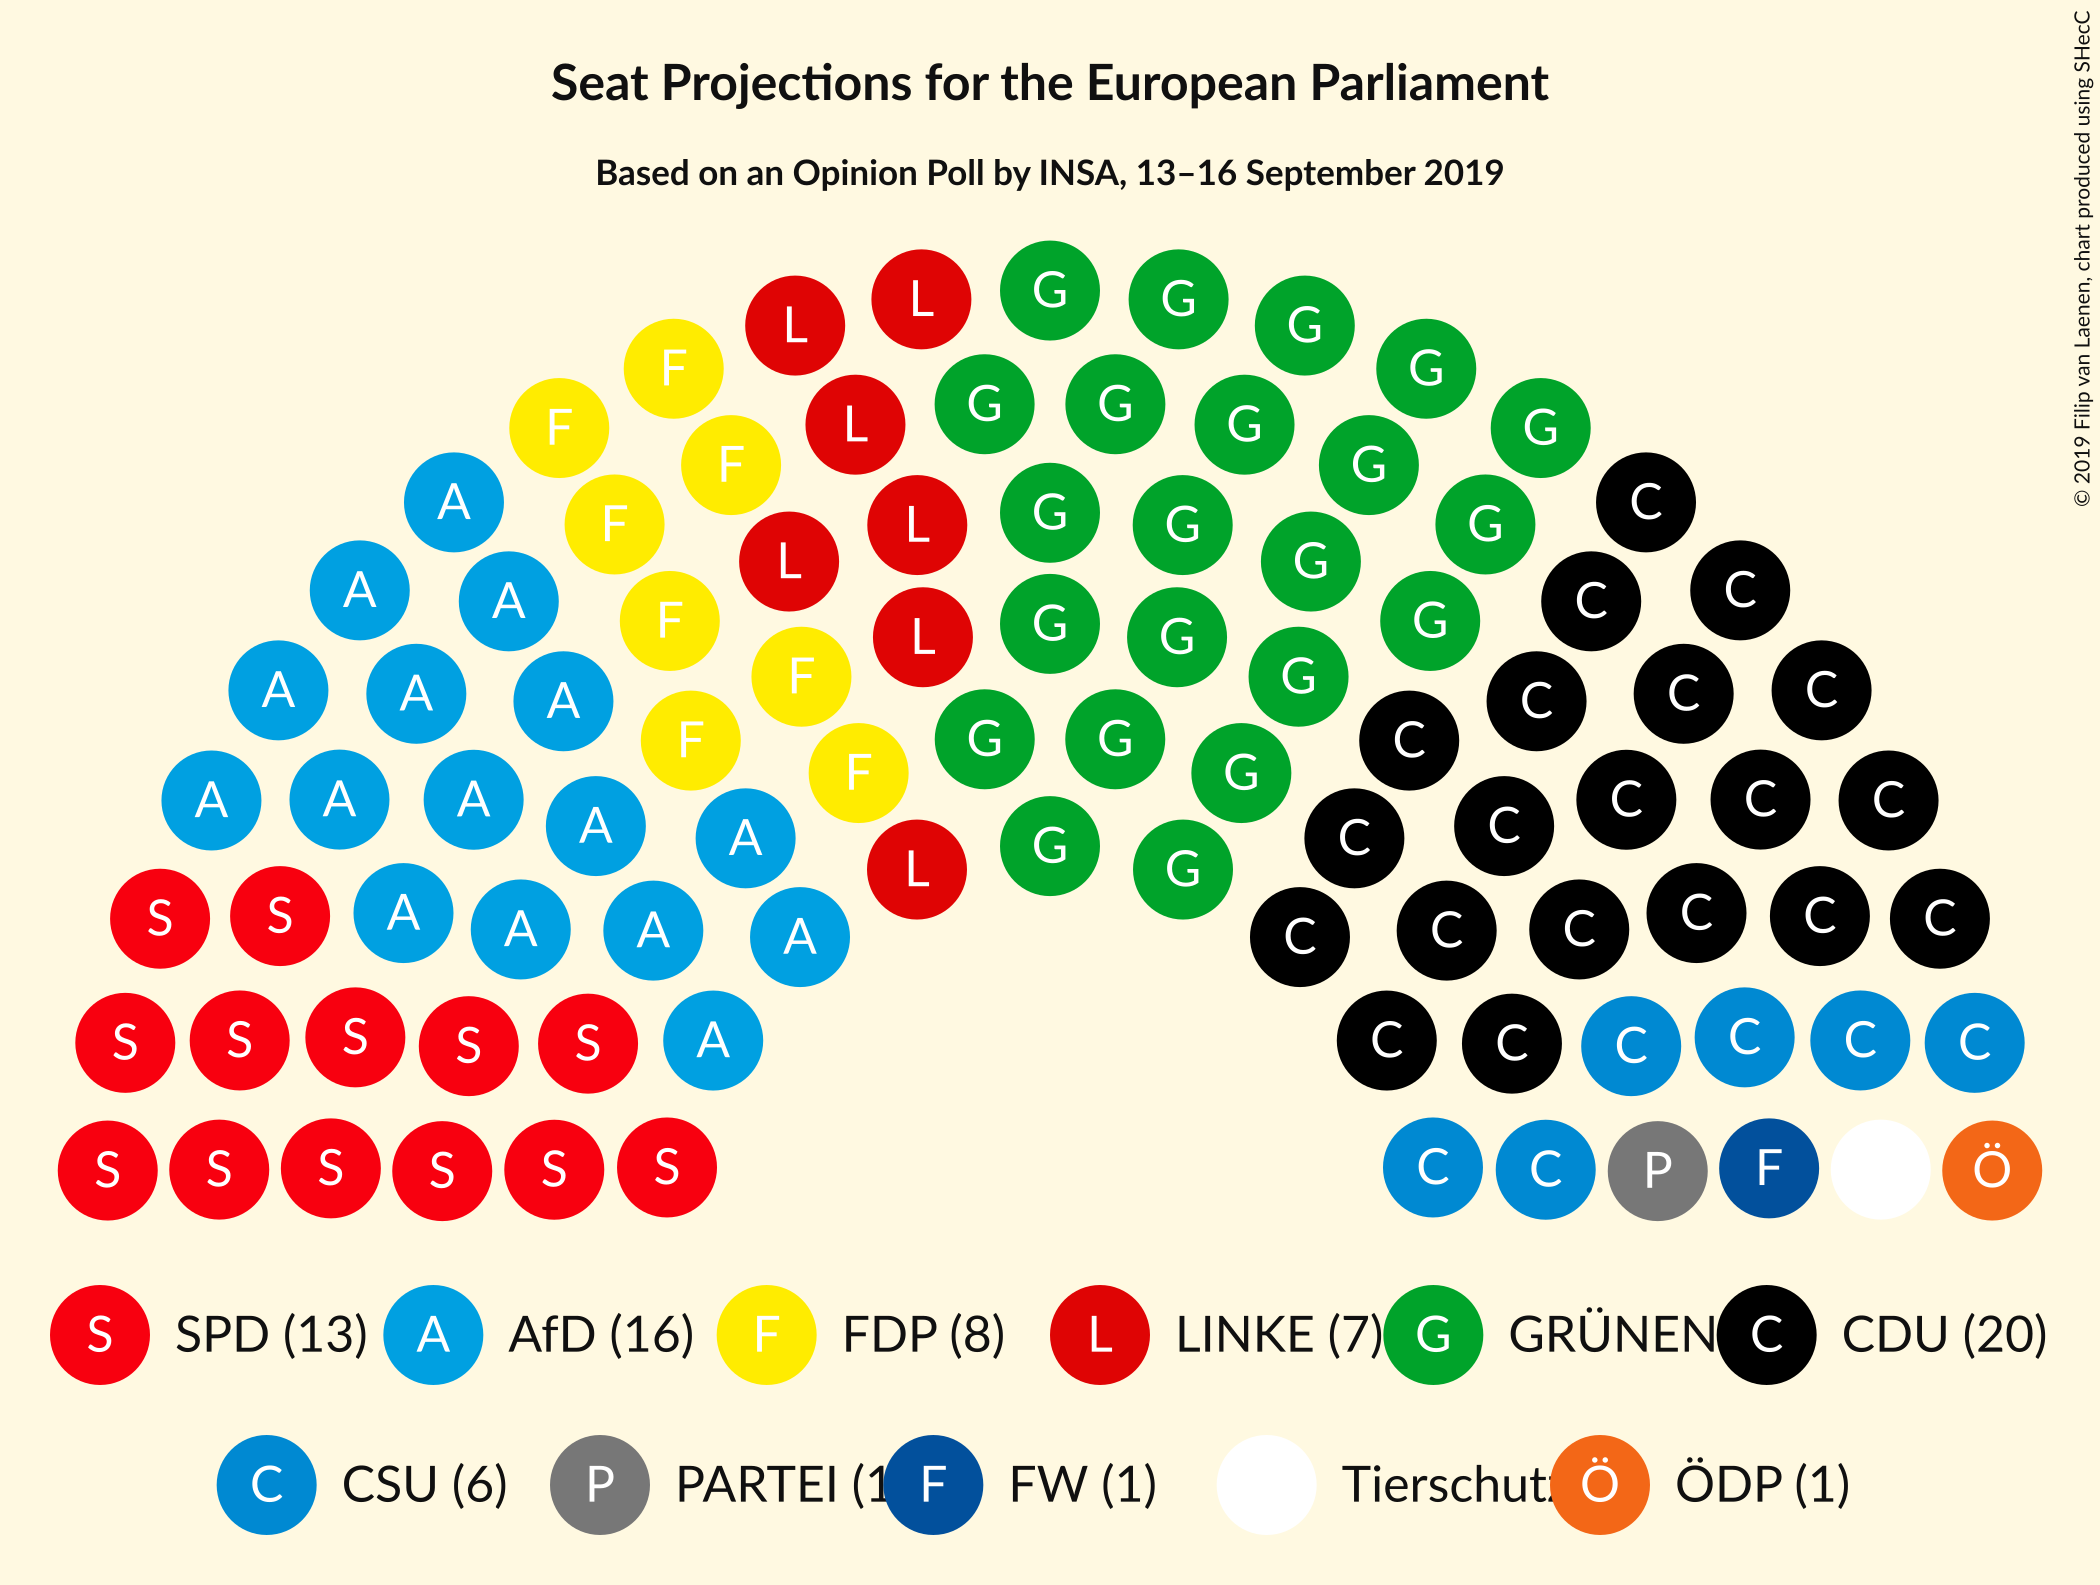 Seat Projections for the European Parliament
Based on an Opinion Poll by INSA, 13–16 September 2019
© 2019 Filip van Laenen, chart produced using SHecC
G
L G
L G
F G
F G
L G G
A F G C
F G
L G G
A A F L G G C C
F L G G
A A A F G C C C
F L G G C
A A A A F G C C C C
A A L G G C C
S S A A A A C C C C C C
S S S S S A C C C C C C
S S S S S S C C P F Ö
S SPD (13) A AfD (16) F FDP (8) L LINKE (7) G GRÜNEN C CDU (20)
C CSU (6) P PARTEI (1 F FW (1) Tierschutz Ö ÖDP (1)